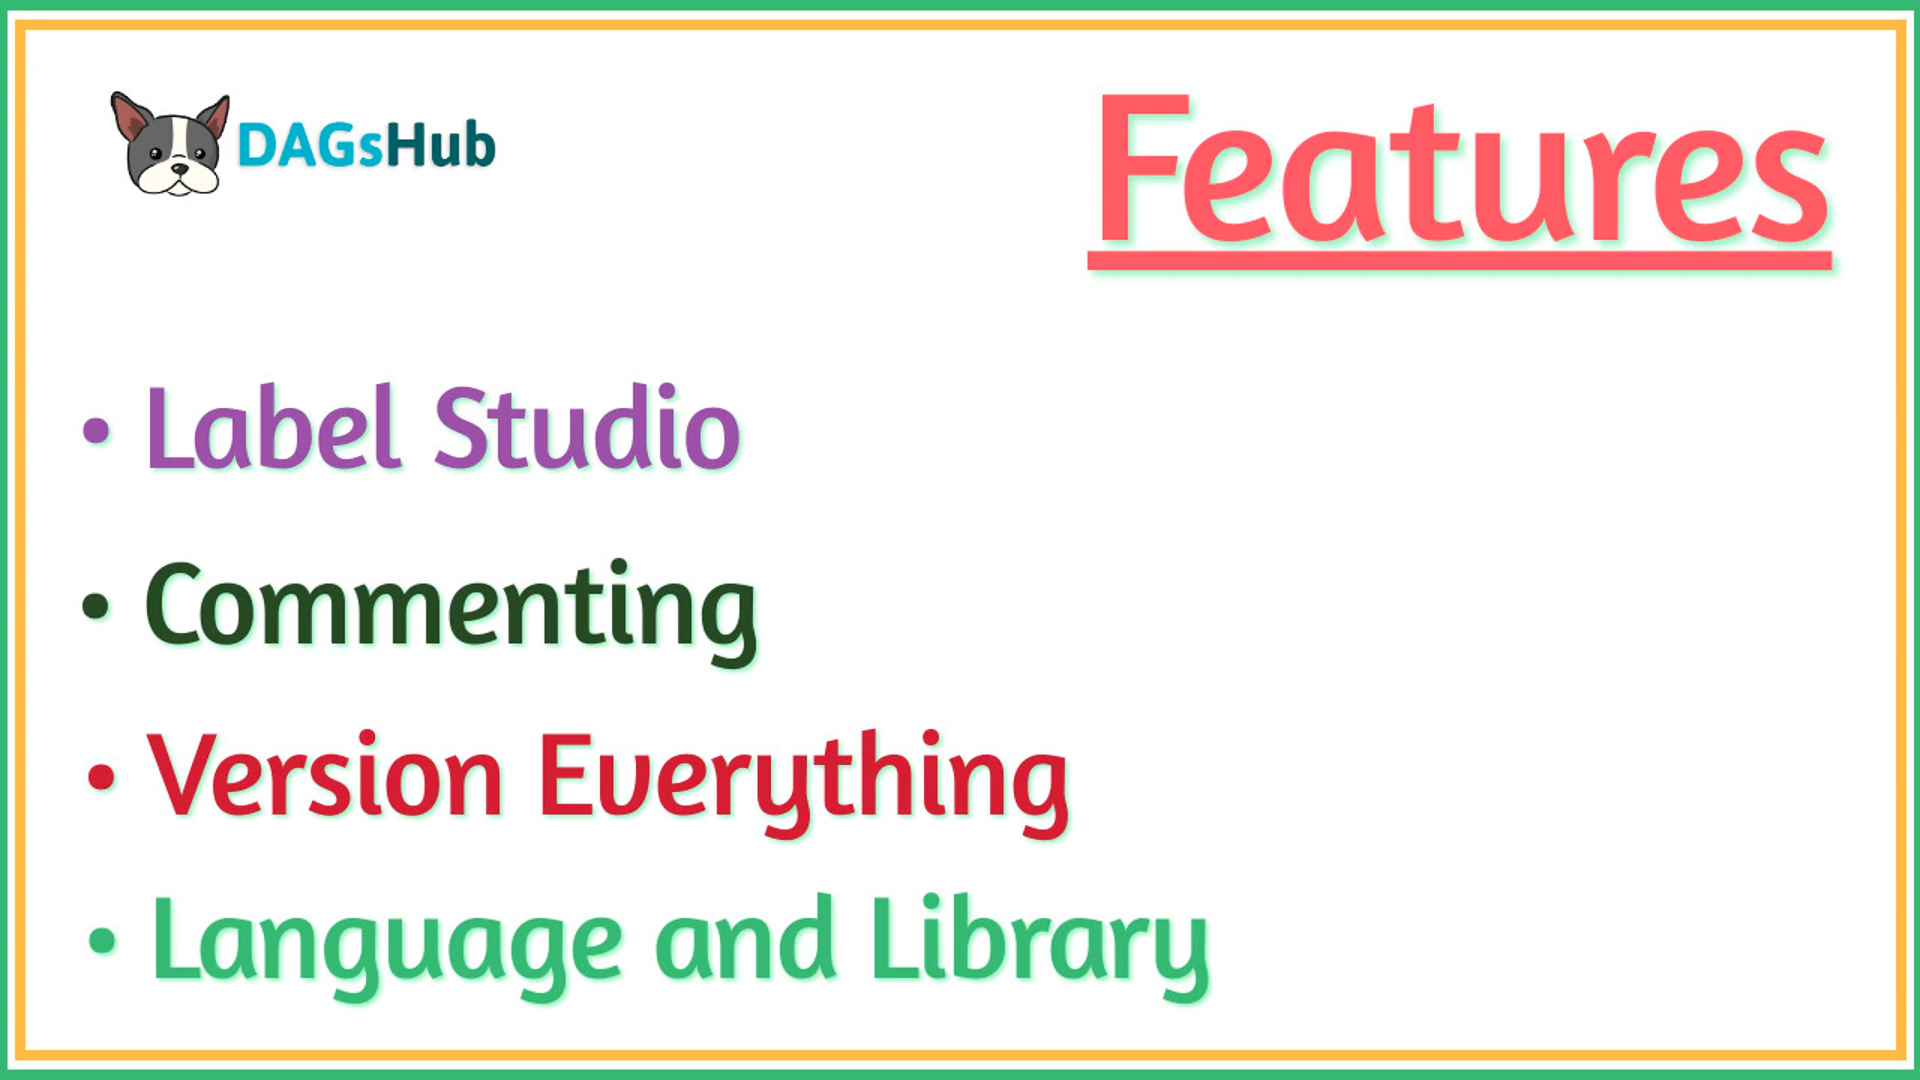 DAGsHub
Features
• Label Studio
• Commenting
• Version Everything
• Language and Library